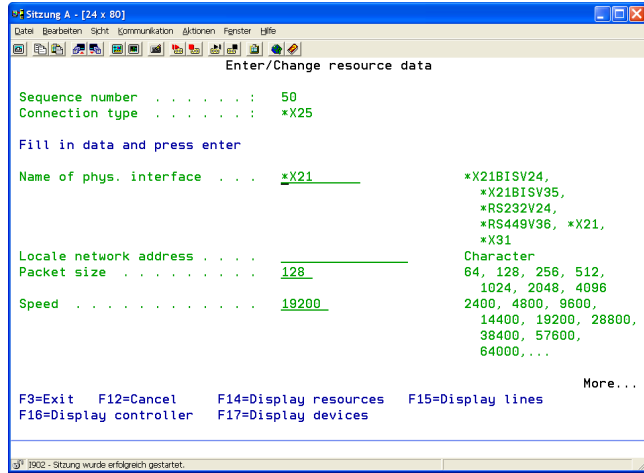 Sitzung A - [24 x 80]
Datei Bearbeiten Sicht Kommunikation Aktionen Fenster Hilfe
Enter/Change resource data
Sequence number . . . . . . : 50
Connection type . . . . . . : *X25
Fill in data and press enter
Name of phys. interface . . . *X21 *X21BISV24,
*X21BISV35,
*RS232V24,
*RS449V36, *X21,
*X31
Locale network address . . . . Character
Packet size . . . . . . . . . 128 64, 128, 256, 512,
1024, 2048, 4096
Speed . . . . . . . . . . . . 19200 2400, 4800, 9600,
14400, 19200, 28800,
38400, 57600,
64000,...
More...
F3=Exit F12=Cancel F14=Display resources F15=Display lines
F16=Display controller F17=Display devices
I902 - Sitzung wurde erfolgreich gestartet.